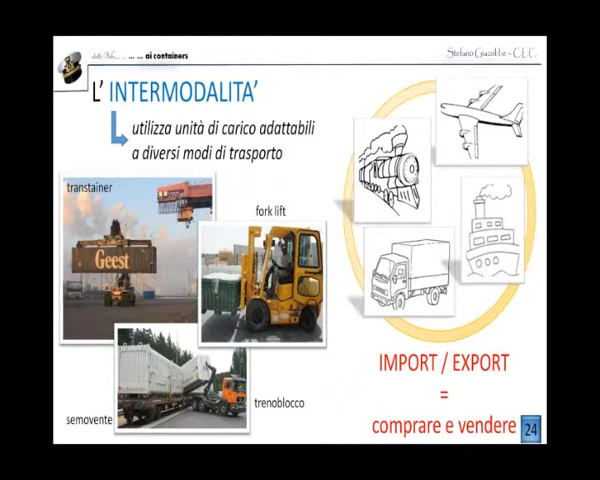 ... ... ai containers
Stefano Giacobbe - C.L.C.
L' INTERMODALITA'
utilizza unità di carico adattabili
a diversi modi di trasporto
transtainer
fork lift
Geest
semovente
trenoblocco
IMPORT / EXPORT
=
comprare e vendere
24